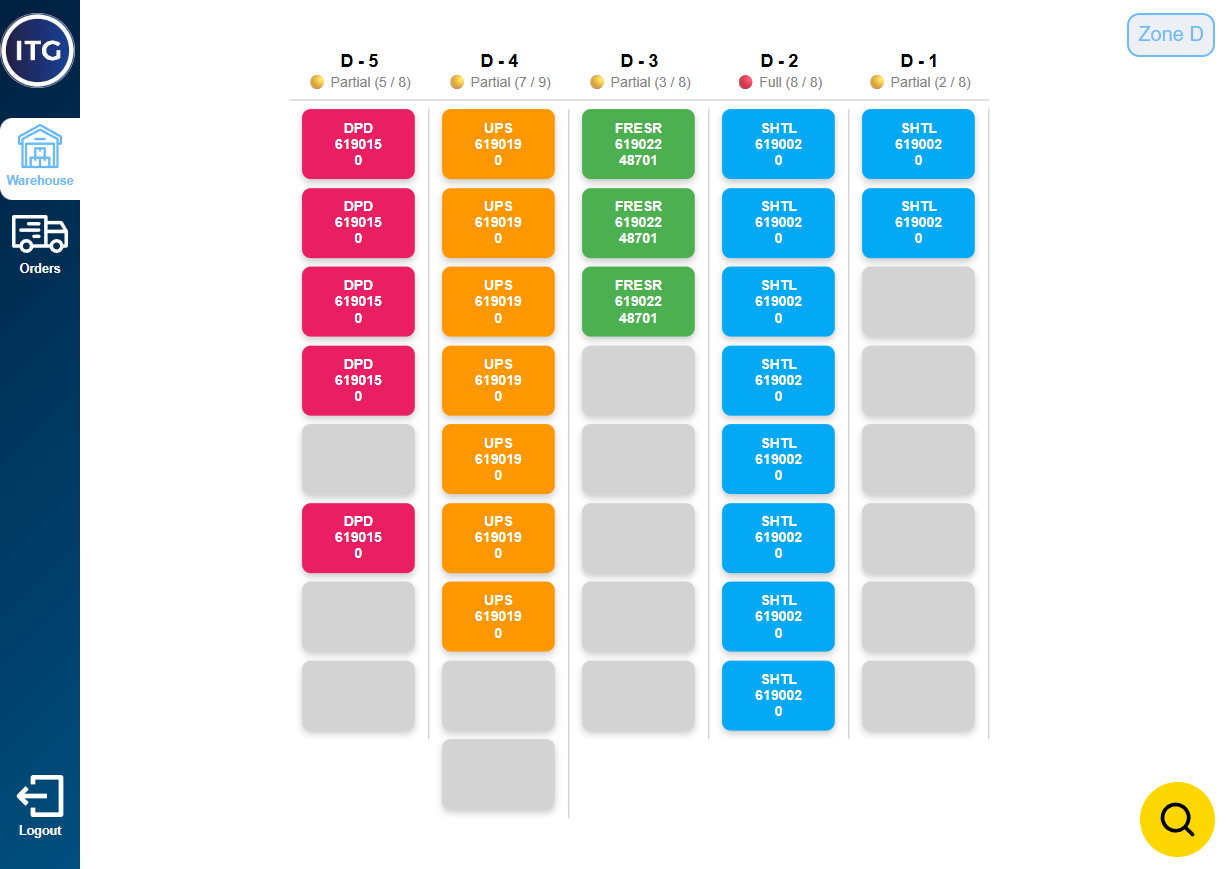 ITG
Warehouse
Orders
Logout
Zone D
D - 5
Partial (5 / 8)
DPD
619015
0
DPD
619015
0
DPD
619015
0
DPD
619015
0
DPD
619015
0
D - 4
Partial (7 / 9)
UPS
619019
0
UPS
619019
0
UPS
619019
0
UPS
619019
0
UPS
619019
0
UPS
619019
0
UPS
619019
0
D - 3
Partial (3 / 8)
FRESR
619022
48701
FRESR
619022
48701
FRESR
619022
48701
D - 2
Full (8 / 8)
SHTL
619002
0
SHTL
619002
0
SHTL
619002
0
SHTL
619002
0
SHTL
619002
0
SHTL
619002
0
SHTL
619002
0
SHTL
619002
0
D - 1
Partial (2 / 8)
SHTL
619002
0
SHTL
619002
0